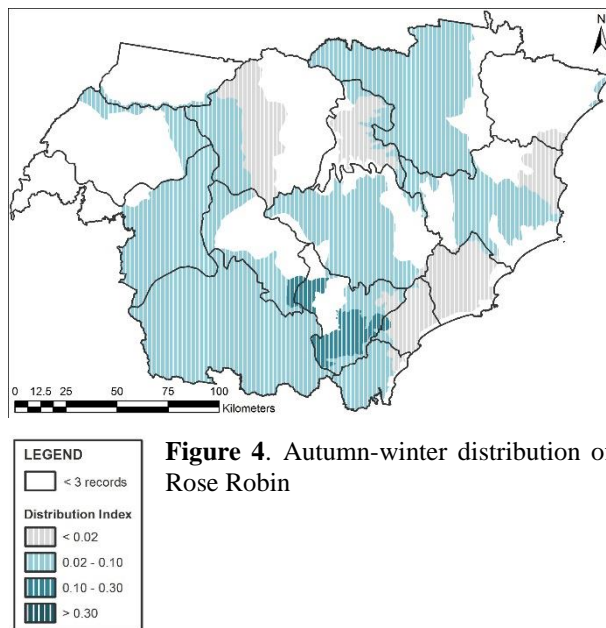 N
0 12.5 25 50 75 100
Kilometers
Figure 4. Autumn-winter distribution of
Rose Robin
LEGEND
< 3 records
Distribution Index
< 0.02
0.02 - 0.10
0.10 - 0.30
> 0.30